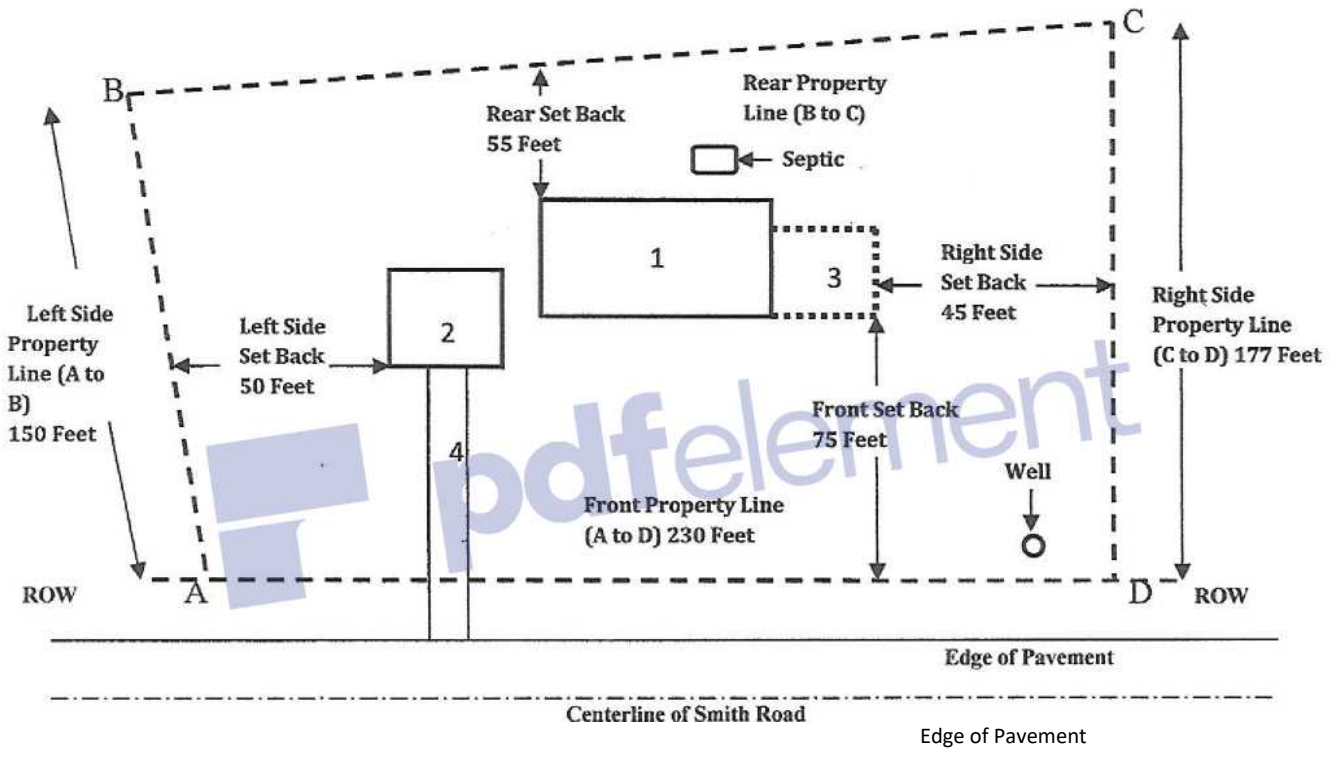 C
B
Rear Property
Line (B to C)
Rear Set Back
55 Feet
Septic
1
3
Right Side
Set Back
45 Feet
Right Side
Property Line
(C to D) 177 Feet
Left Side
Property
Line (A to
B)
150 Feet
Left Side
Set Back
50 Feet
2
Front Set Back
75 Feet
4
pdfelement
Well
Front Property Line
(A to D) 230 Feet
ROW
A
D
ROW
Edge of Pavement
Centerline of Smith Road
Edge of Pavement